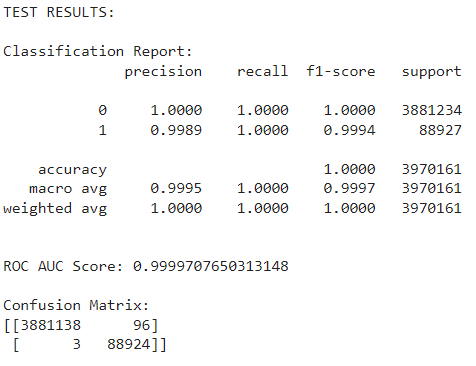 TEST RESULTS:
Classification Report:
precision recall f1-score support
0 1.0000 1.0000 1.0000 3881234
1 0.9989 1.0000 0.9994 88927
accuracy 1.0000 3970161
macro avg 0.9995 1.0000 0.9997 3970161
weighted avg 1.0000 1.0000 1.0000 3970161
ROC AUC Score: 0.9999707650313148
Confusion Matrix:
[[3881138 96]
[ 3 88924]]